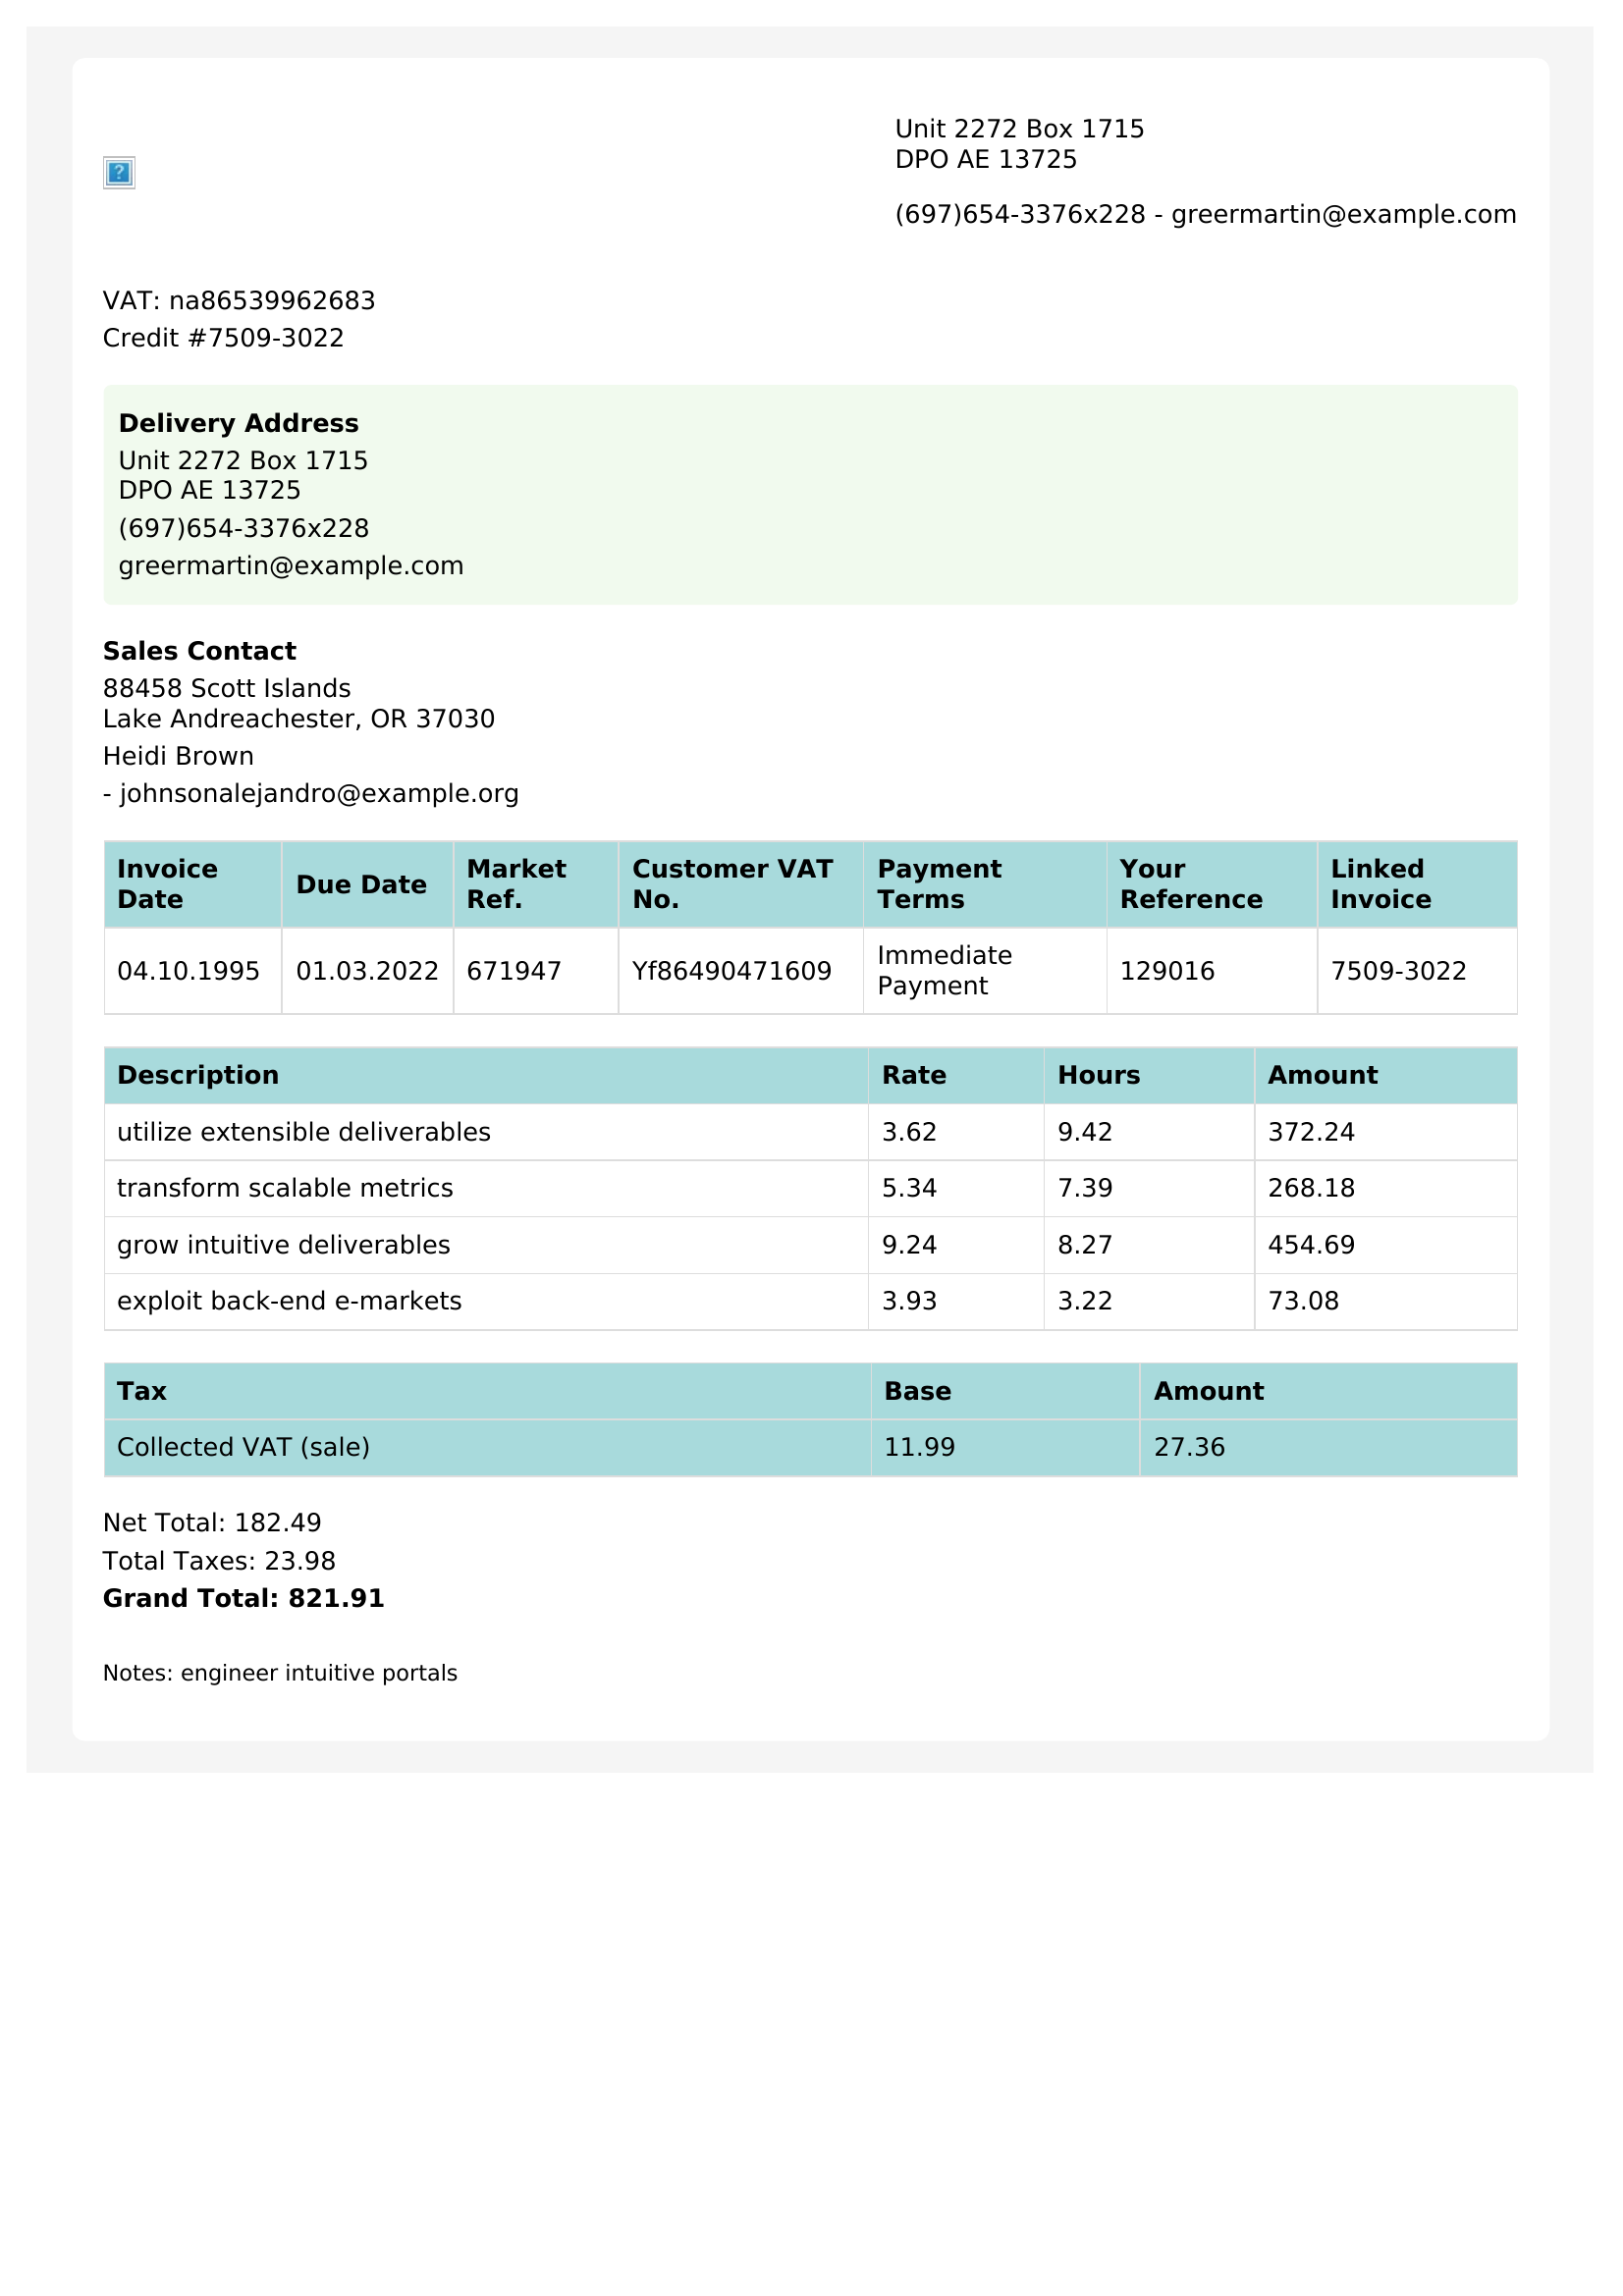 Unit 2272 Box 1715
DPO AE 13725
(697)654-3376x228 - greermartin@example.com
VAT: na86539962683
Credit #7509-3022
Delivery Address
Unit 2272 Box 1715
DPO AE 13725
(697)654-3376x228
greermartin@example.com
Sales Contact
88458 Scott Islands
Lake Andreachester, OR 37030
Heidi Brown
- johnsonalejandro@example.org
Invoice Date Due Date Market Ref. Customer VAT No. Payment Terms Your Reference Linked Invoice
04.10.1995 01.03.2022 671947 Yf86490471609 Immediate Payment 129016 7509-3022
Description Rate Hours Amount
utilize extensible deliverables 3.62 9.42 372.24
transform scalable metrics 5.34 7.39 268.18
grow intuitive deliverables 9.24 8.27 454.69
exploit back-end e-markets 3.93 3.22 73.08
Tax Base Amount
Collected VAT (sale) 11.99 27.36
Net Total: 182.49
Total Taxes: 23.98
Grand Total: 821.91
Notes: engineer intuitive portals